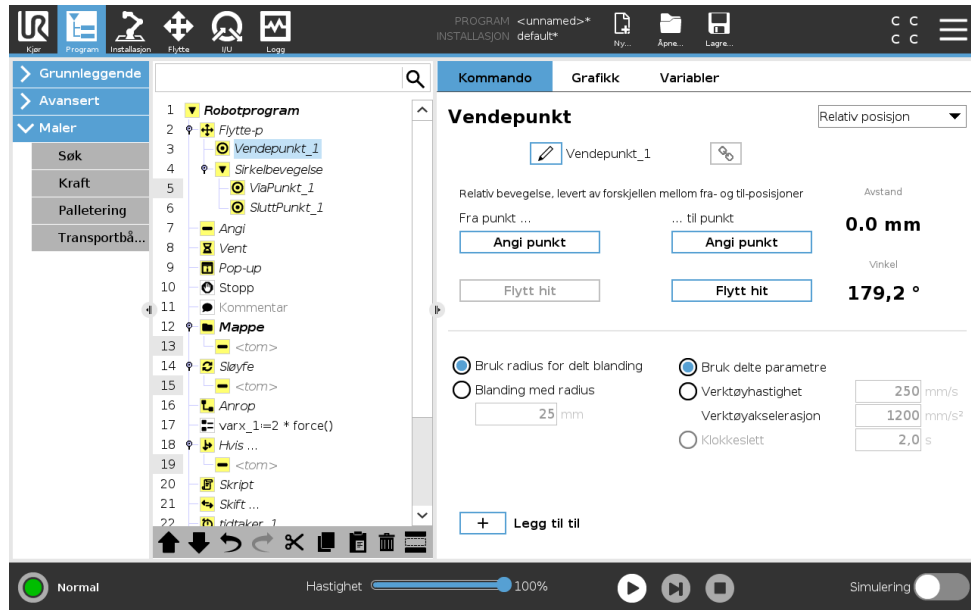 PROGRAM <unnamed>*
INSTALLASJON default*
Kjør Program Installasjon Flytte I/U Logg Ny... Åpne... Lagre...
C C
C C
Grunnleggende
Avansert
Maler
Søk
Kraft
Palletering
Transportbå...
1 Robotprogram
2 Flytte-p
3 Vendepunkt_1
4 Sirkelbevegelse
5 ViaPunkt_1
6 SluttPunkt_1
7 Angi
8 Vent
9 Pop-up
10 Stopp
11 Kommentar
12 Mappe
13 <tom>
14 Sløyfe
15 <tom>
16 Anrop
17 varx_1≔2 * force()
18 Hvis ...
19 <tom>
20 Skript
21 Skift ...
22 tidtaker_1
Kommando Grafikk Variabler
Vendepunkt
Relativ posisjon
Vendepunkt_1
Relativ bevegelse, levert av forskjellen mellom fra- og til-posisjoner
Avstand
Fra punkt ... ... til punkt
0.0 mm
Angi punkt Angi punkt
Vinkel
Flytt hit Flytt hit
179,2 °
Bruk radius for delt blanding
Blanding med radius
25 mm
Bruk delte parametre
Verktøyhastighet 250 mm/s
Verktøyakselerasjon 1200 mm/s²
Klokkeslett 2,0 s
+ Legg til til
Normal
Hastighet 100%
Simulering